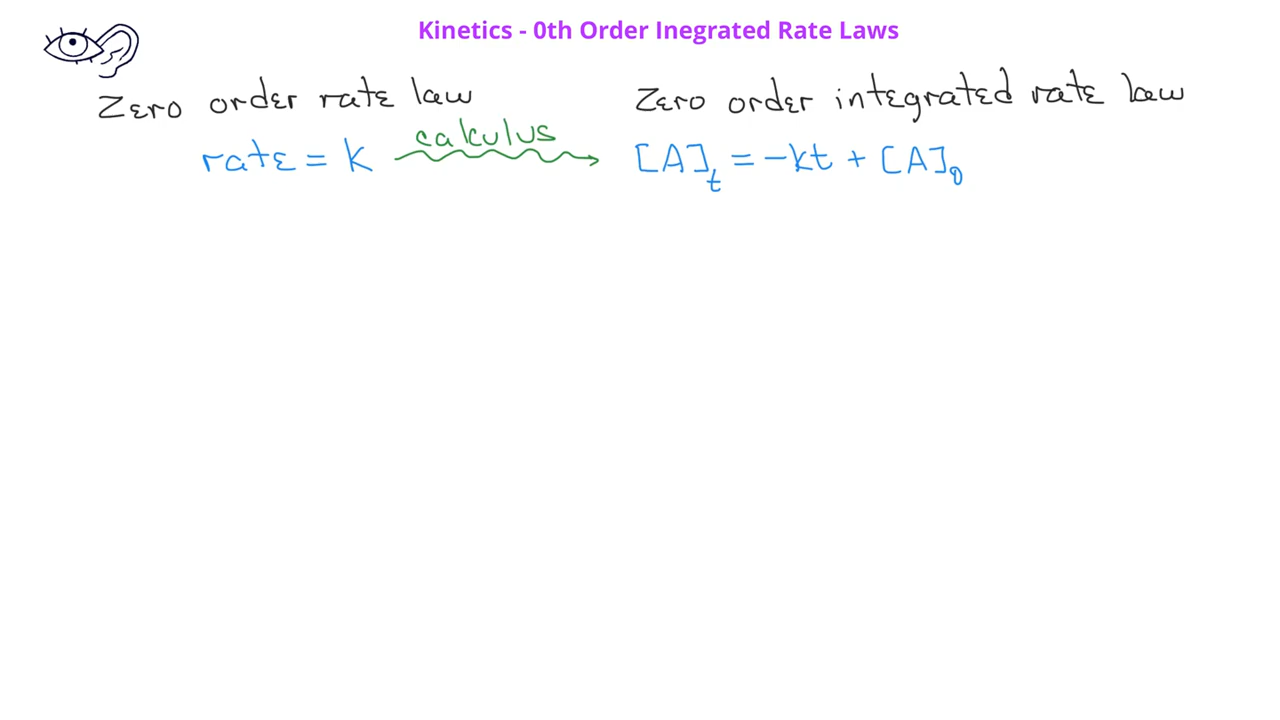 Kinetics - 0th Order Inegrated Rate Laws
Zero order rate law
Zero order integrated rate law
rate = k
calculus
[A]ₜ = -kt + [A]₀